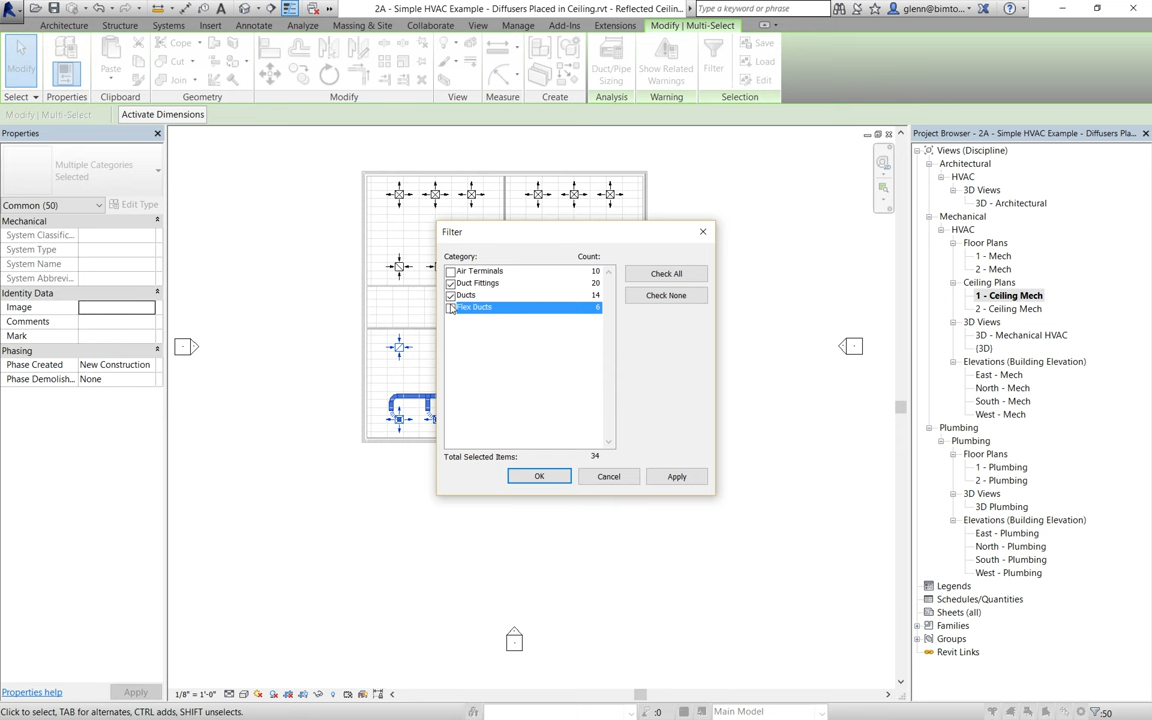 2A - Simple HVAC Example - Diffusers Placed in Ceiling.rvt - Reflected Ceilin...
Type a keyword or phrase
glenn@bimto...
Architecture Structure Systems Insert Annotate Analyze Massing & Site Collaborate View Manage Add-Ins Extensions Modify | Multi-Select
Modify
Paste
Cope
Cut
Join
Duct/Pipe
Sizing
Show Related
Warnings
Filter
Save
Load
Edit
Select Properties Clipboard Geometry Modify View Measure Create Analysis Warning Selection
Modify | Multi-Select Activate Dimensions
Properties
Multiple Categories
Selected
Common (50) Edit Type
Mechanical
System Classific...
System Type
System Name
System Abbrevi...
Identity Data
Image
Comments
Mark
Phasing
Phase Created New Construction
Phase Demolish... None
Properties help Apply
Filter
Category: Count:
Air Terminals 10
Duct Fittings 20
Ducts 14
Flex Ducts 6
Check All
Check None
Total Selected Items: 34
OK Cancel Apply
Project Browser - 2A - Simple HVAC Example - Diffusers Pla...
Views (Discipline)
Architectural
HVAC
3D Views
3D - Architectural
Mechanical
HVAC
Floor Plans
1 - Mech
2 - Mech
Ceiling Plans
1 - Ceiling Mech
2 - Ceiling Mech
3D Views
3D - Mechanical HVAC
{3D}
Elevations (Building Elevation)
East - Mech
North - Mech
South - Mech
West - Mech
Plumbing
Plumbing
Floor Plans
1 - Plumbing
2 - Plumbing
3D Views
3D Plumbing
Elevations (Building Elevation)
East - Plumbing
North - Plumbing
South - Plumbing
West - Plumbing
Legends
Schedules/Quantities
Sheets (all)
Families
Groups
Revit Links
1/8" = 1'-0"
Click to select, TAB for alternates, CTRL adds, SHIFT unselects.
:0
Main Model
:50